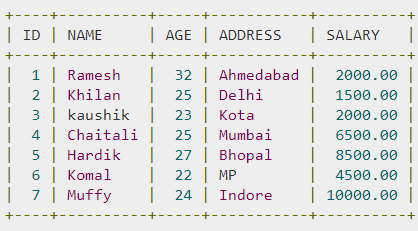 +----+----------+-----+-----------+----------+
| ID | NAME     | AGE | ADDRESS   | SALARY   |
+----+----------+-----+-----------+----------+
|  1 | Ramesh   |  32 | Ahmedabad |  2000.00 |
|  2 | Khilan   |  25 | Delhi     |  1500.00 |
|  3 | kaushik  |  23 | Kota      |  2000.00 |
|  4 | Chaitali |  25 | Mumbai    |  6500.00 |
|  5 | Hardik   |  27 | Bhopal    |  8500.00 |
|  6 | Komal    |  22 | MP        |  4500.00 |
|  7 | Muffy    |  24 | Indore    | 10000.00 |
+----+----------+-----+-----------+----------+